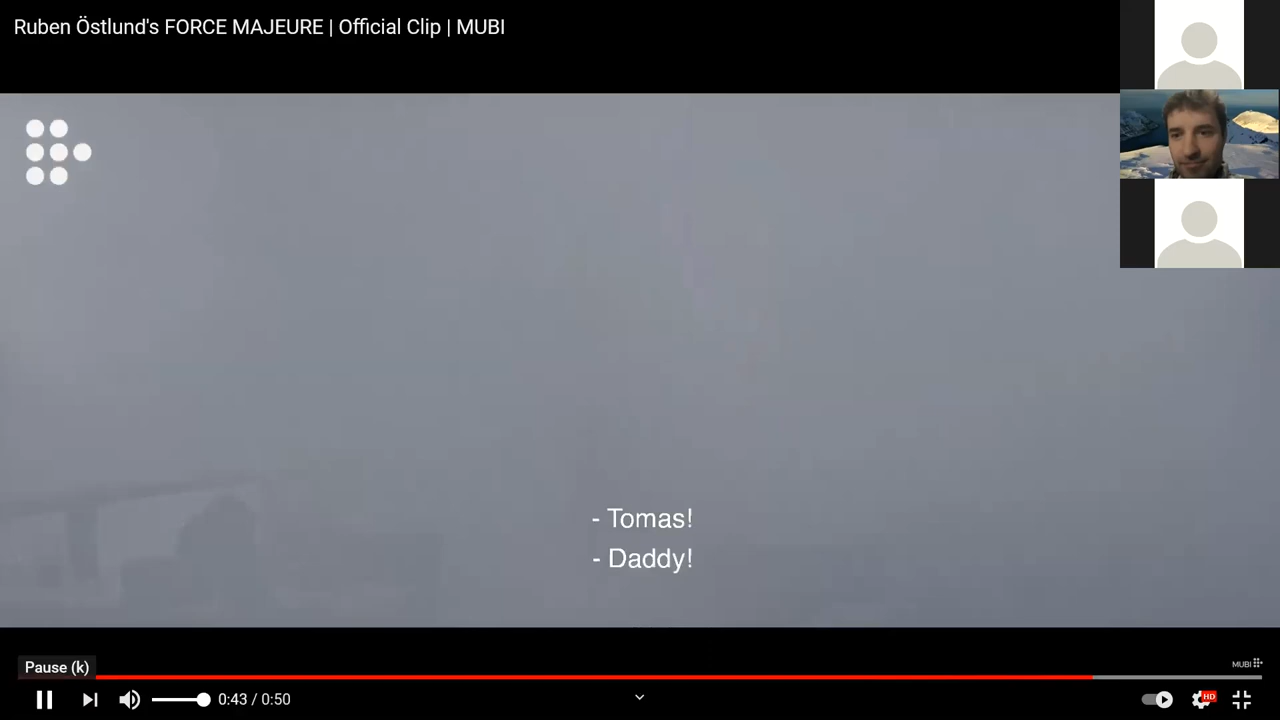 Ruben Östlund's FORCE MAJEURE | Official Clip | MUBI
- Tomas!
- Daddy!
Pause (k)
MUBI
0:43 / 0:50
HD